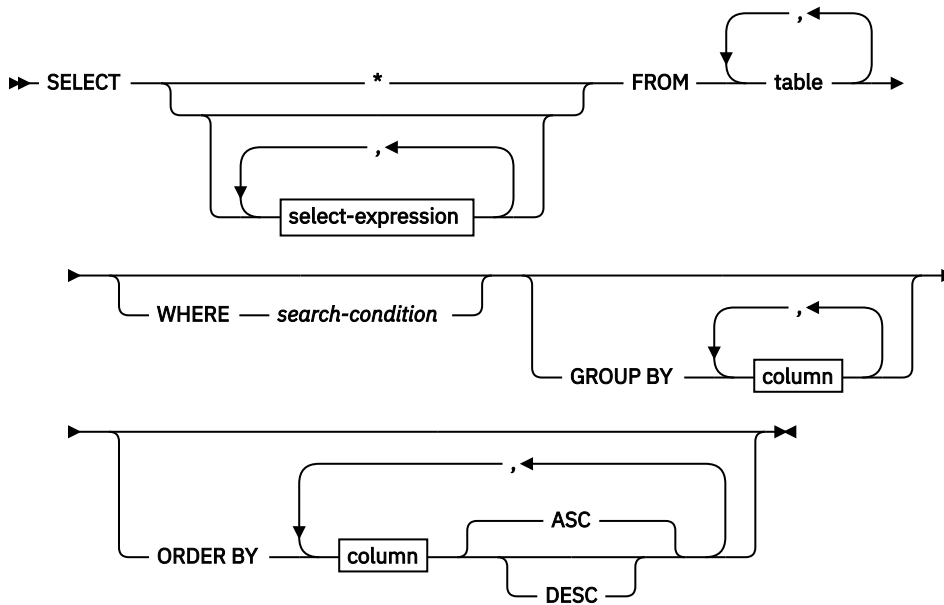 ,
SELECT * FROM table
,
select-expression
WHERE search-condition
,
GROUP BY column
,
ASC
ORDER BY column
DESC